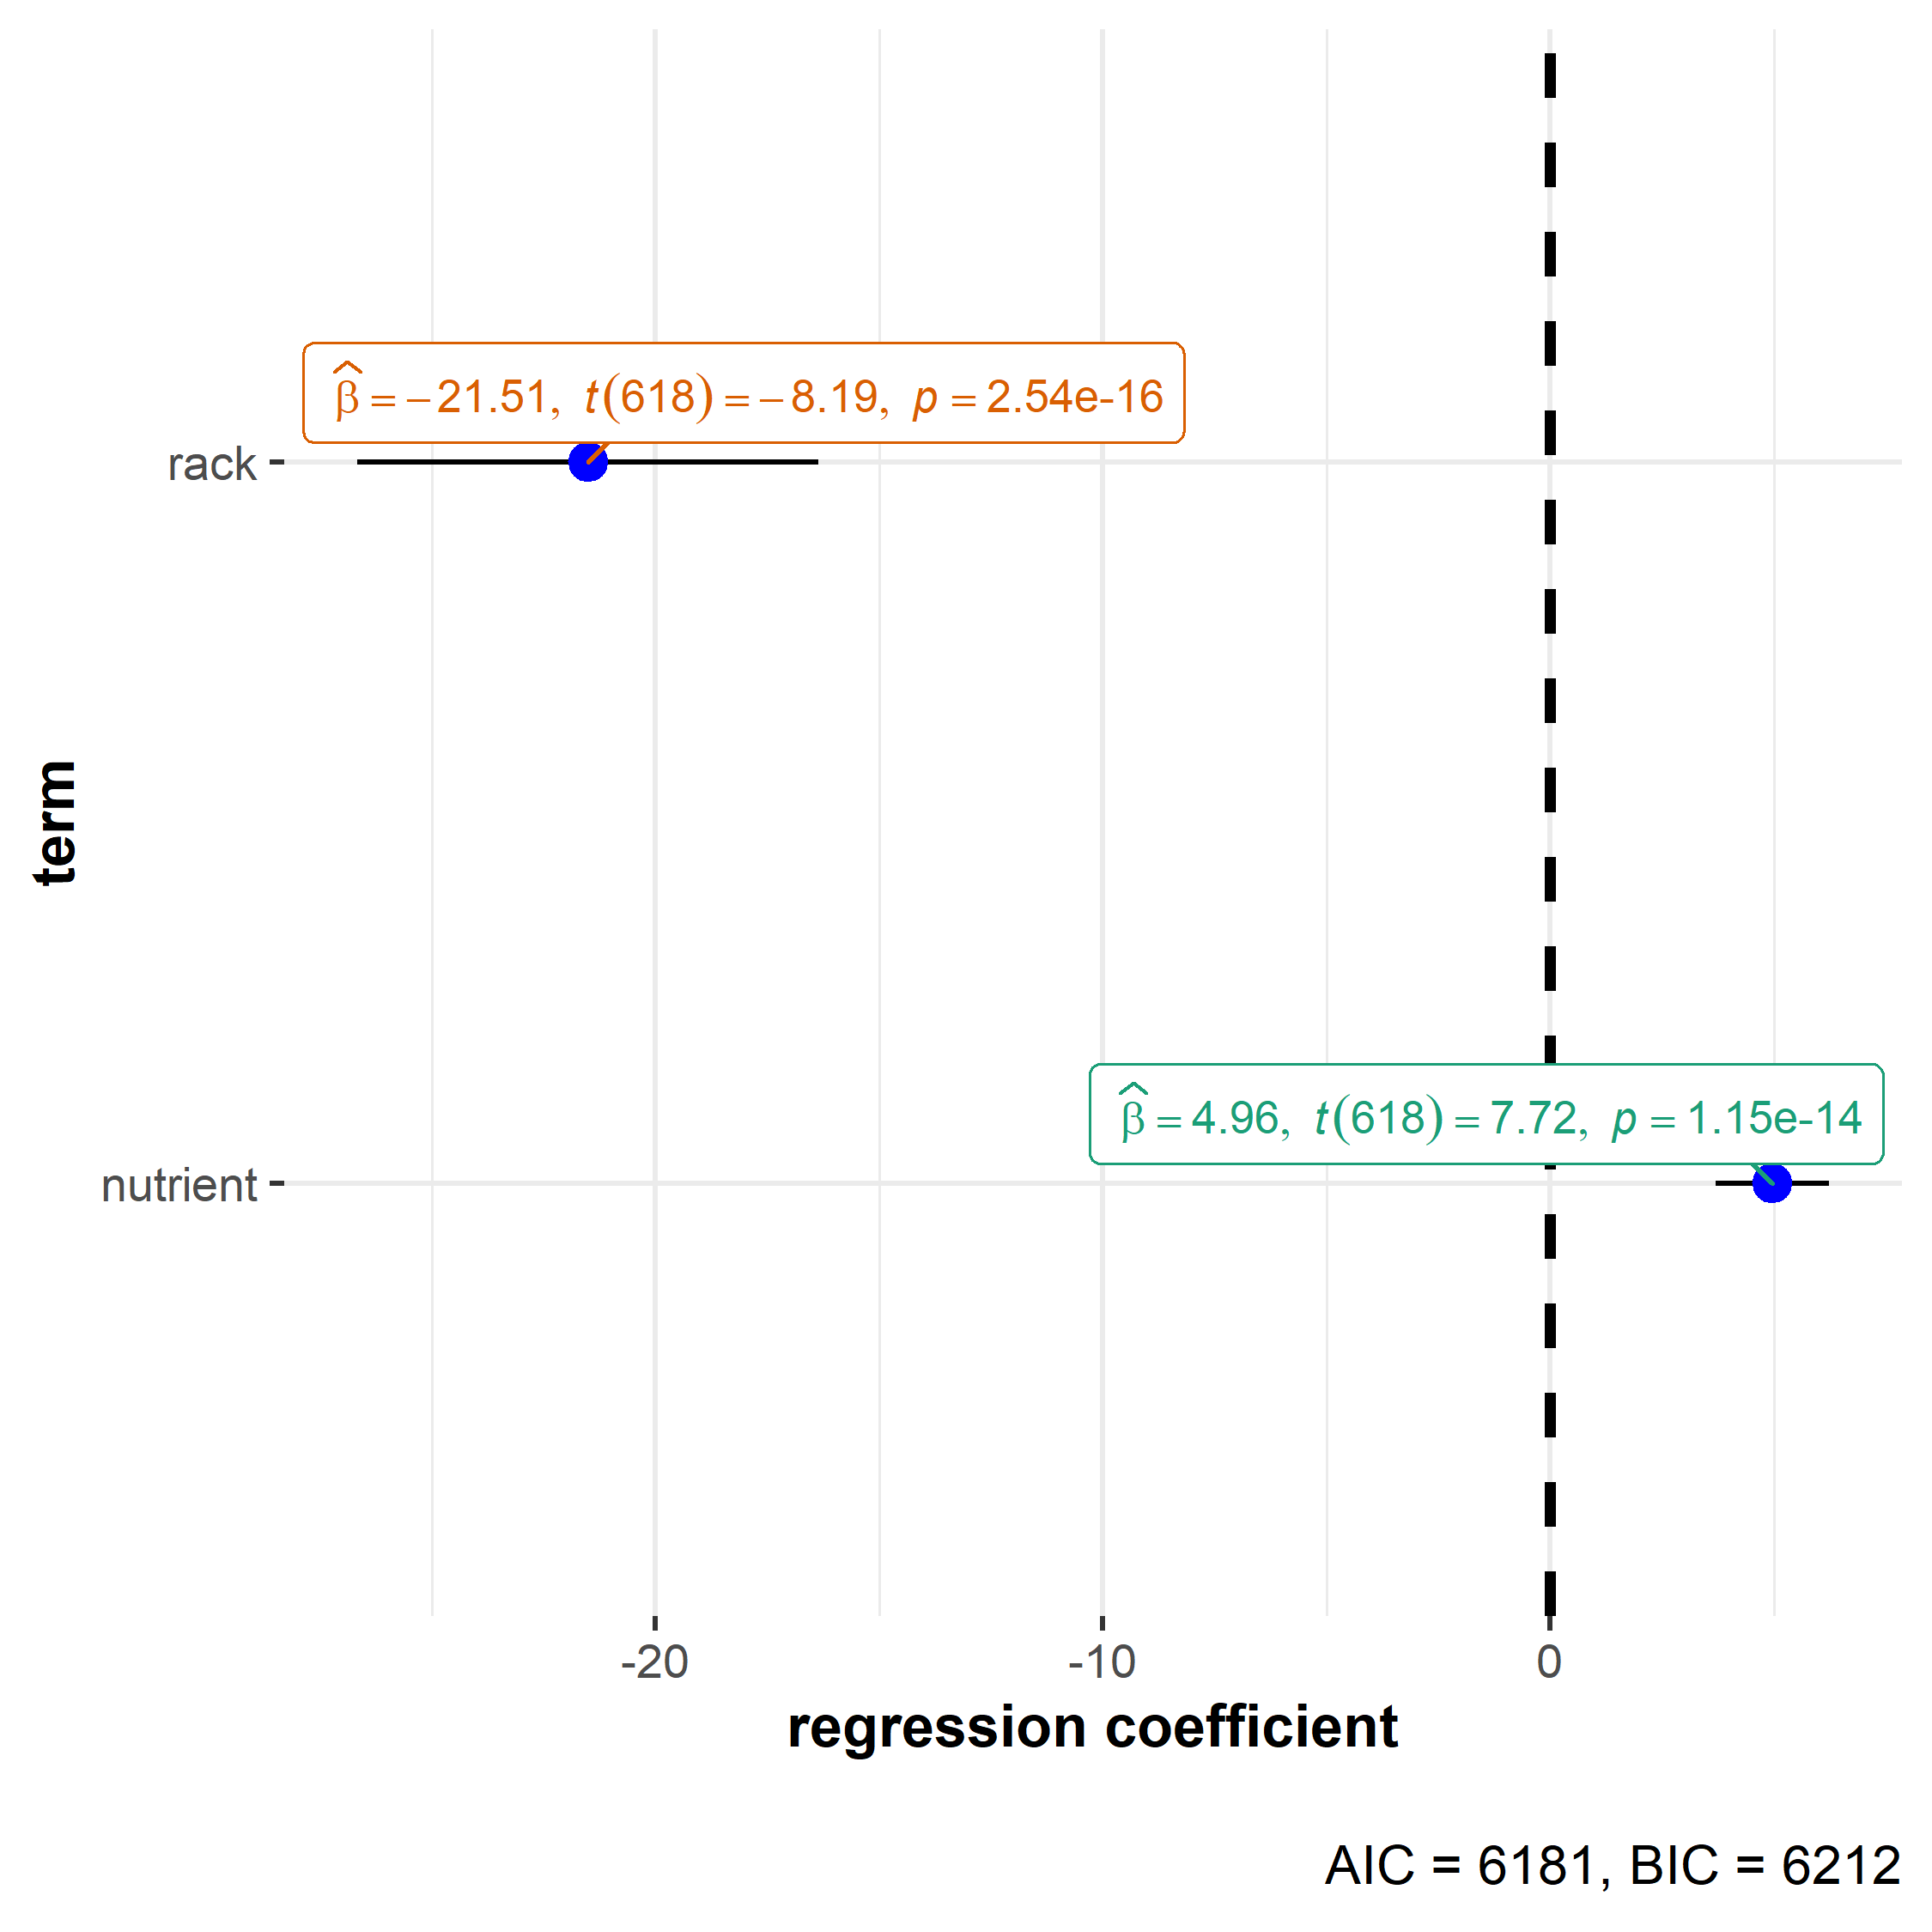 β̂ = −21.51, t(618) = −8.19, p = 2.54e-16
rack
term
β̂ = 4.96, t(618) = 7.72, p = 1.15e-14
nutrient
-20 -10 0
regression coefficient
AIC = 6181, BIC = 6212